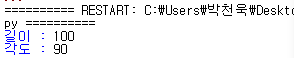 ========== RESTART: C:\Users\박천욱\Deskto
py ==========
길이 : 100
각도 : 90